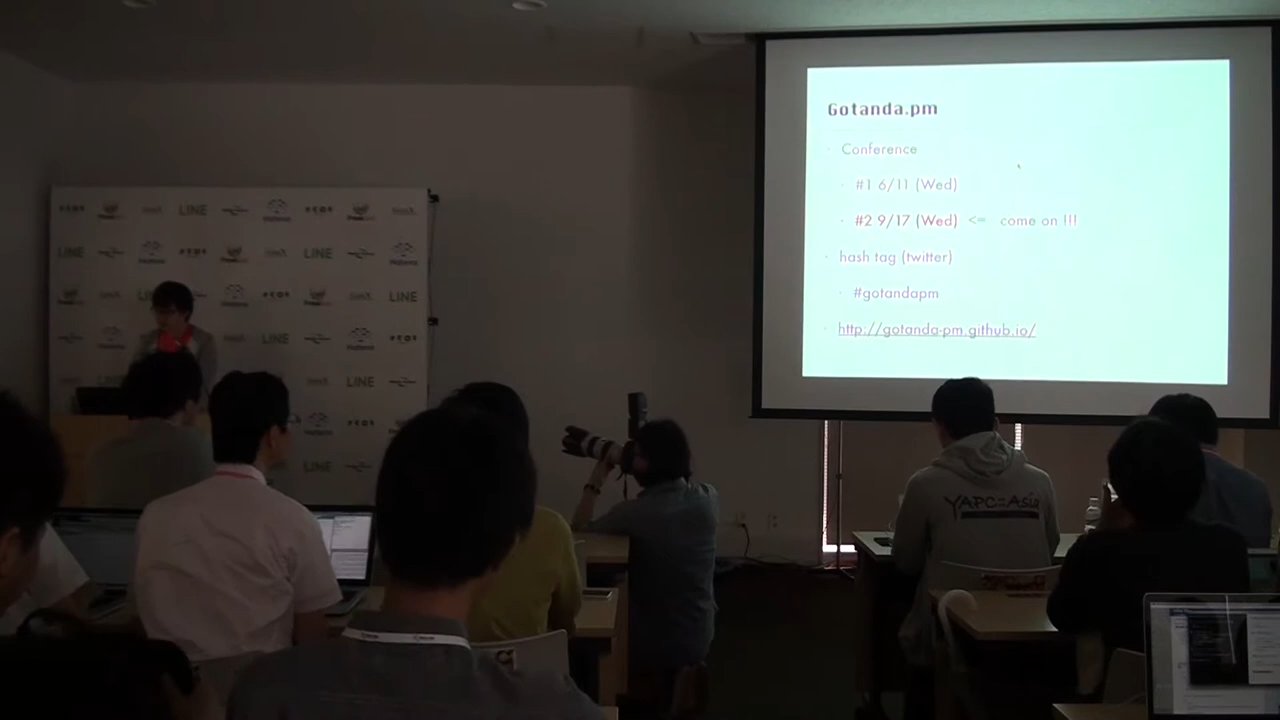 Gotanda.pm
Conference
#1 6/11 (Wed)
#2 9/17 (Wed) <= come on !!!
hash tag (twitter)
#gotandapm
http://gotanda-pm.github.io/
LINE
LINE
LINE
LINE
LINE
LINE
LINE
YAPC::Asia